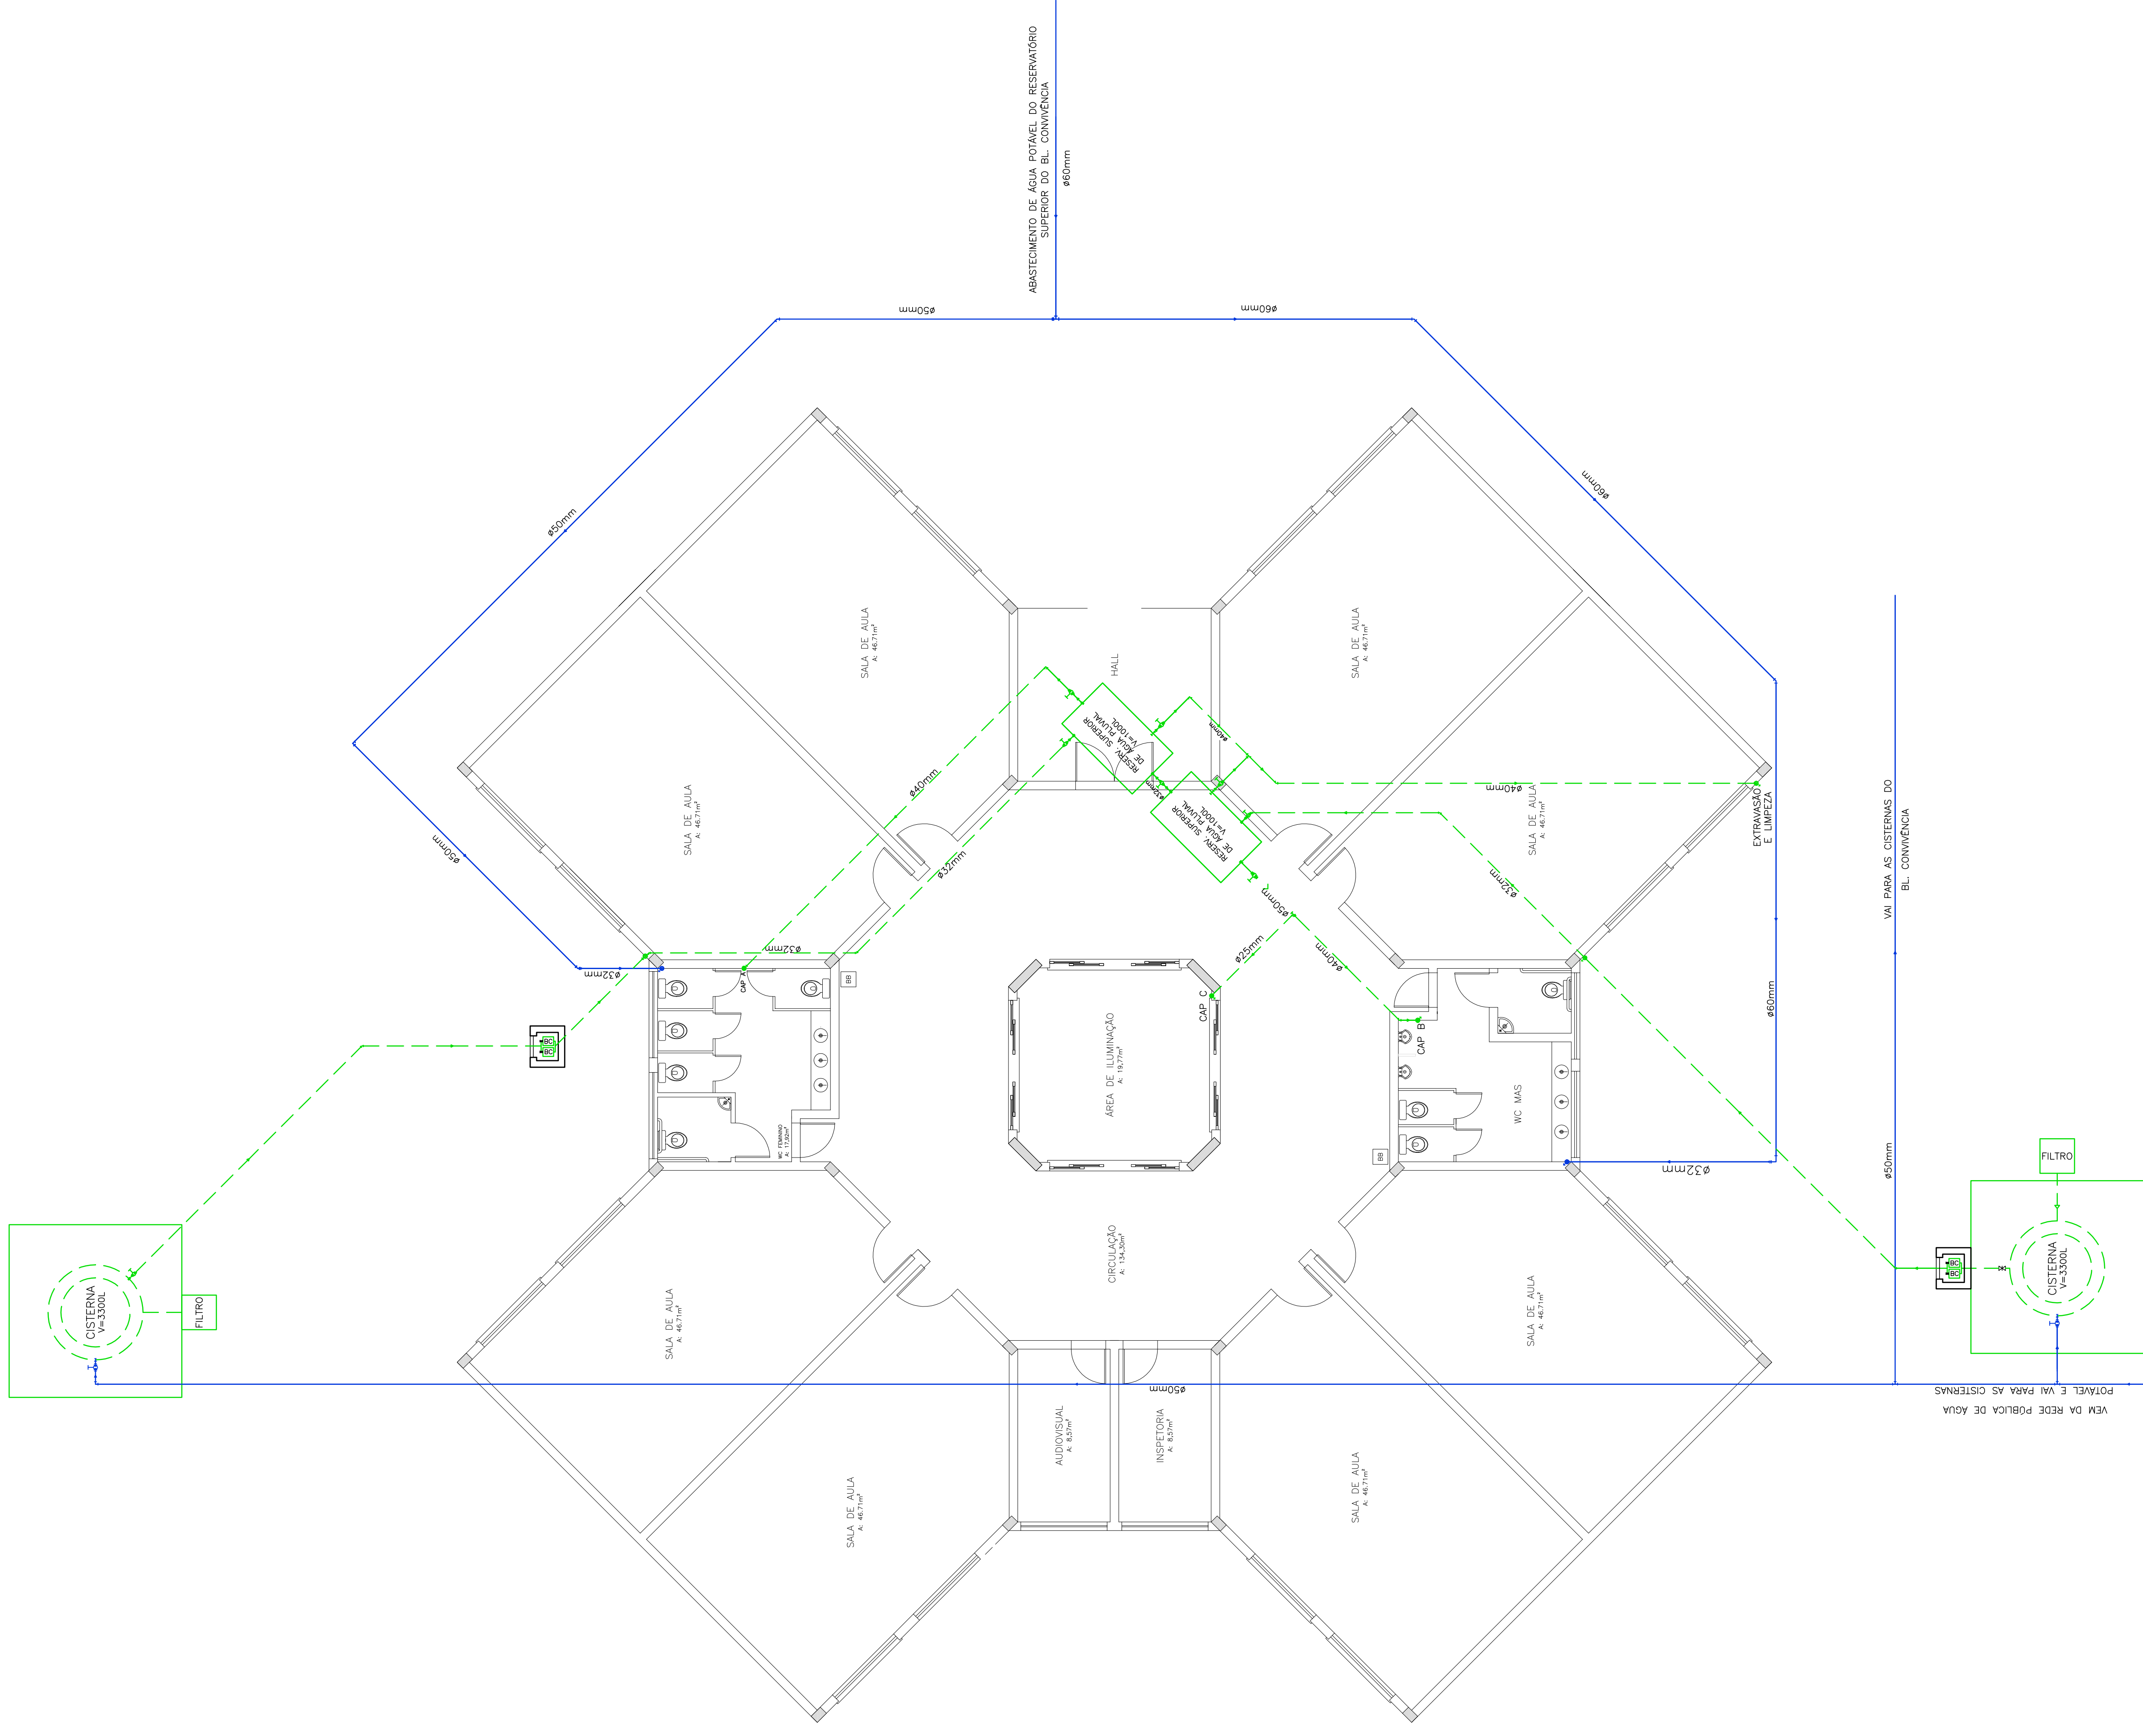 ABASTECIMENTO DE ÁGUA POTÁVEL DO RESERVATÓRIO
SUPERIOR DO BL. CONVIVÊNCIA
ø60mm
ø50mm
ø60mm
ø50mm
ø60mm
SALA DE AULA
A: 46.71m²
SALA DE AULA
A: 46.71m²
HALL
RESERV. SUPERIOR
DE
ÁGUA PLUVIAL
V=1000L
ø40mm
ø32mm
RESERV. SUPERIOR
DE
ÁGUA PLUVIAL
V=1000L
SALA DE AULA
A: 46.71m²
ø40mm
ø40mm
SALA DE AULA
A: 46.71m²
EXTRAVASÃO
E LIMPEZA
VAI PARA AS CISTERNAS DO
BL. CONVIVÊNCIA
ø50mm
ø32mm
ø32mm
ø50mm
ø32mm
ø32mm
ø25mm
ø40mm
CAP A
BB
CAP C
CAP B
ø60mm
BC
BC
ÁREA DE ILUMINAÇÃO
A: 19,77m²
WC MAS
WC FEMININO
A: 17,92m²
BB
ø32mm
ø50mm
FILTRO
CISTERNA
V=3300L
FILTRO
CIRCULAÇÃO
A: 134,30m²
BC
BC
CISTERNA
V=3300L
SALA DE AULA
A: 46.71m²
SALA DE AULA
A: 46.71m²
ø50mm
VEM DA REDE PÚBLICA DE ÁGUA
POTÁVEL E VAI PARA AS CISTERNAS
AUDIOVISUAL
A: 8,57m²
INSPETORIA
A: 8,57m²
SALA DE AULA
A: 46.71m²
SALA DE AULA
A: 46.71m²